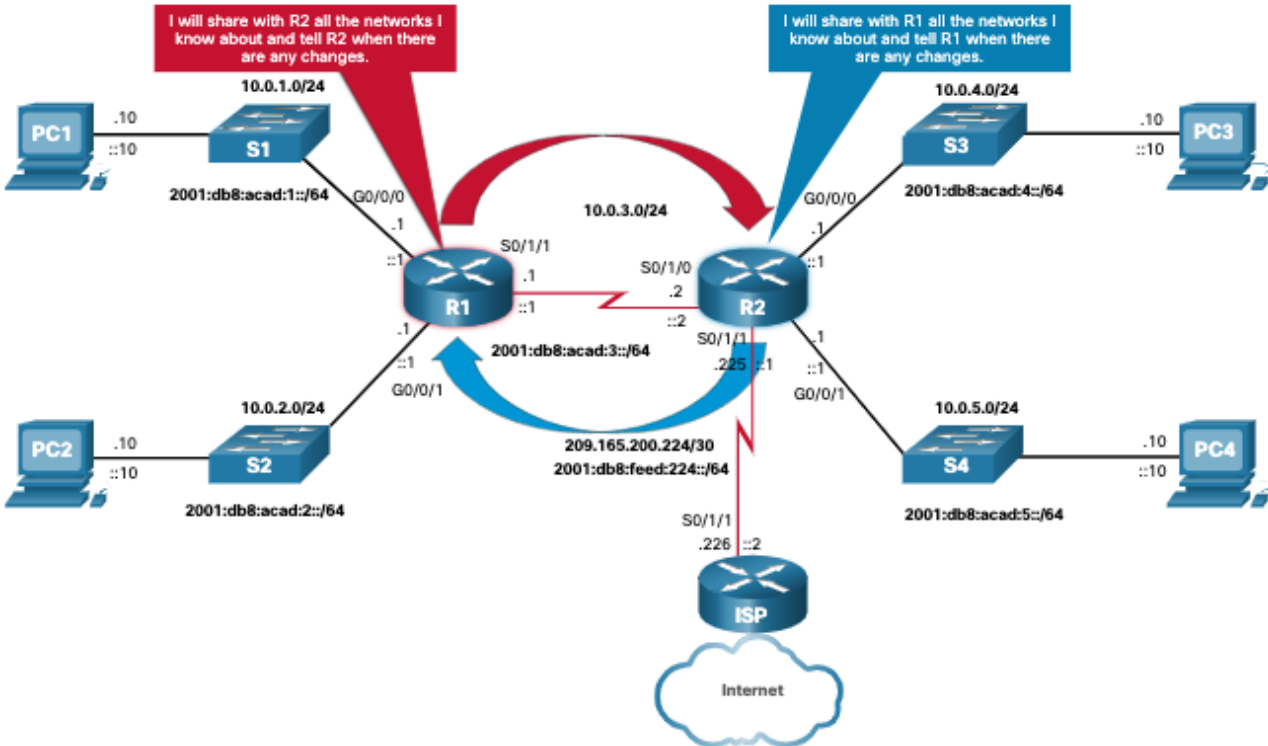 I will share with R2 all the networks I
know about and tell R2 when there
are any changes.
I will share with R1 all the networks I
know about and tell R1 when there
are any changes.
10.0.1.0/24
10.0.4.0/24
PC1
.10
::10
S1
S3
.10
::10
PC3
2001:db8:acad:1::/64
G0/0/0
10.0.3.0/24
G0/0/0
2001:db8:acad:4::/64
.1
::1
S0/1/1
.1
::1
R1
S0/1/0
.2
::2
R2
.1
::1
.1
::1
G0/0/1
2001:db8:acad:3::/64
S0/1/1
.225
::1
.1
::1
G0/0/1
10.0.2.0/24
10.0.5.0/24
PC2
.10
::10
S2
209.165.200.224/30
2001:db8:feed:224::/64
S4
.10
::10
PC4
2001:db8:acad:2::/64
2001:db8:acad:5::/64
S0/1/1
.226
::2
ISP
Internet